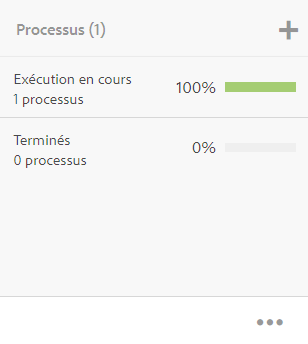 Processus (1)
Exécution en cours 100%
1 processus
Terminés 0%
0 processus